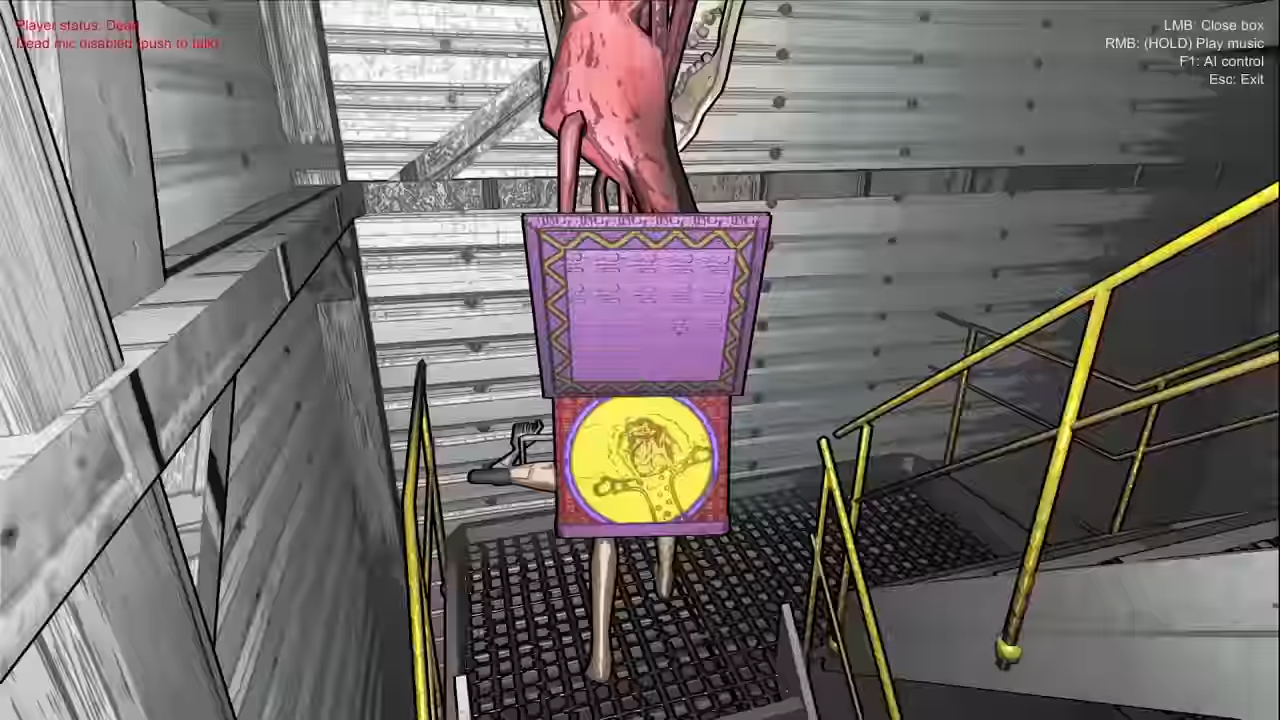 Player status: Dead
Dead mic disabled (push to talk)
LMB: Close box
RMB: (HOLD) Play music
F1: AI control
Esc: Exit